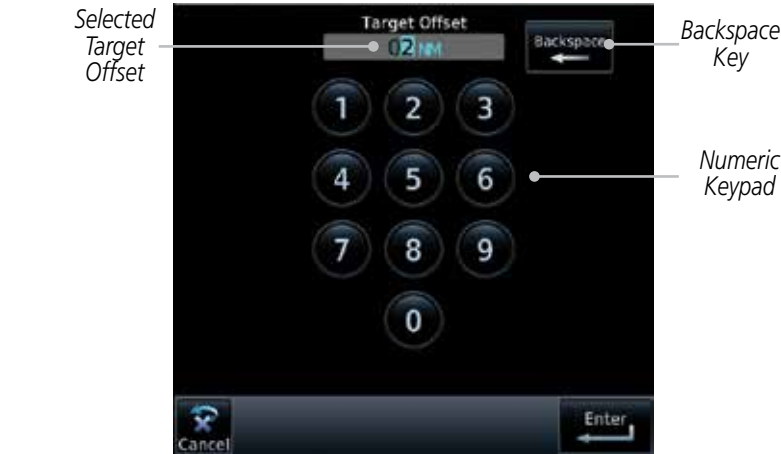 Selected
Target
Offset
Target Offset
02 NM
Backspace
Backspace
Key
1 2 3
4 5 6
Numeric
Keypad
7 8 9
0
Cancel
Enter